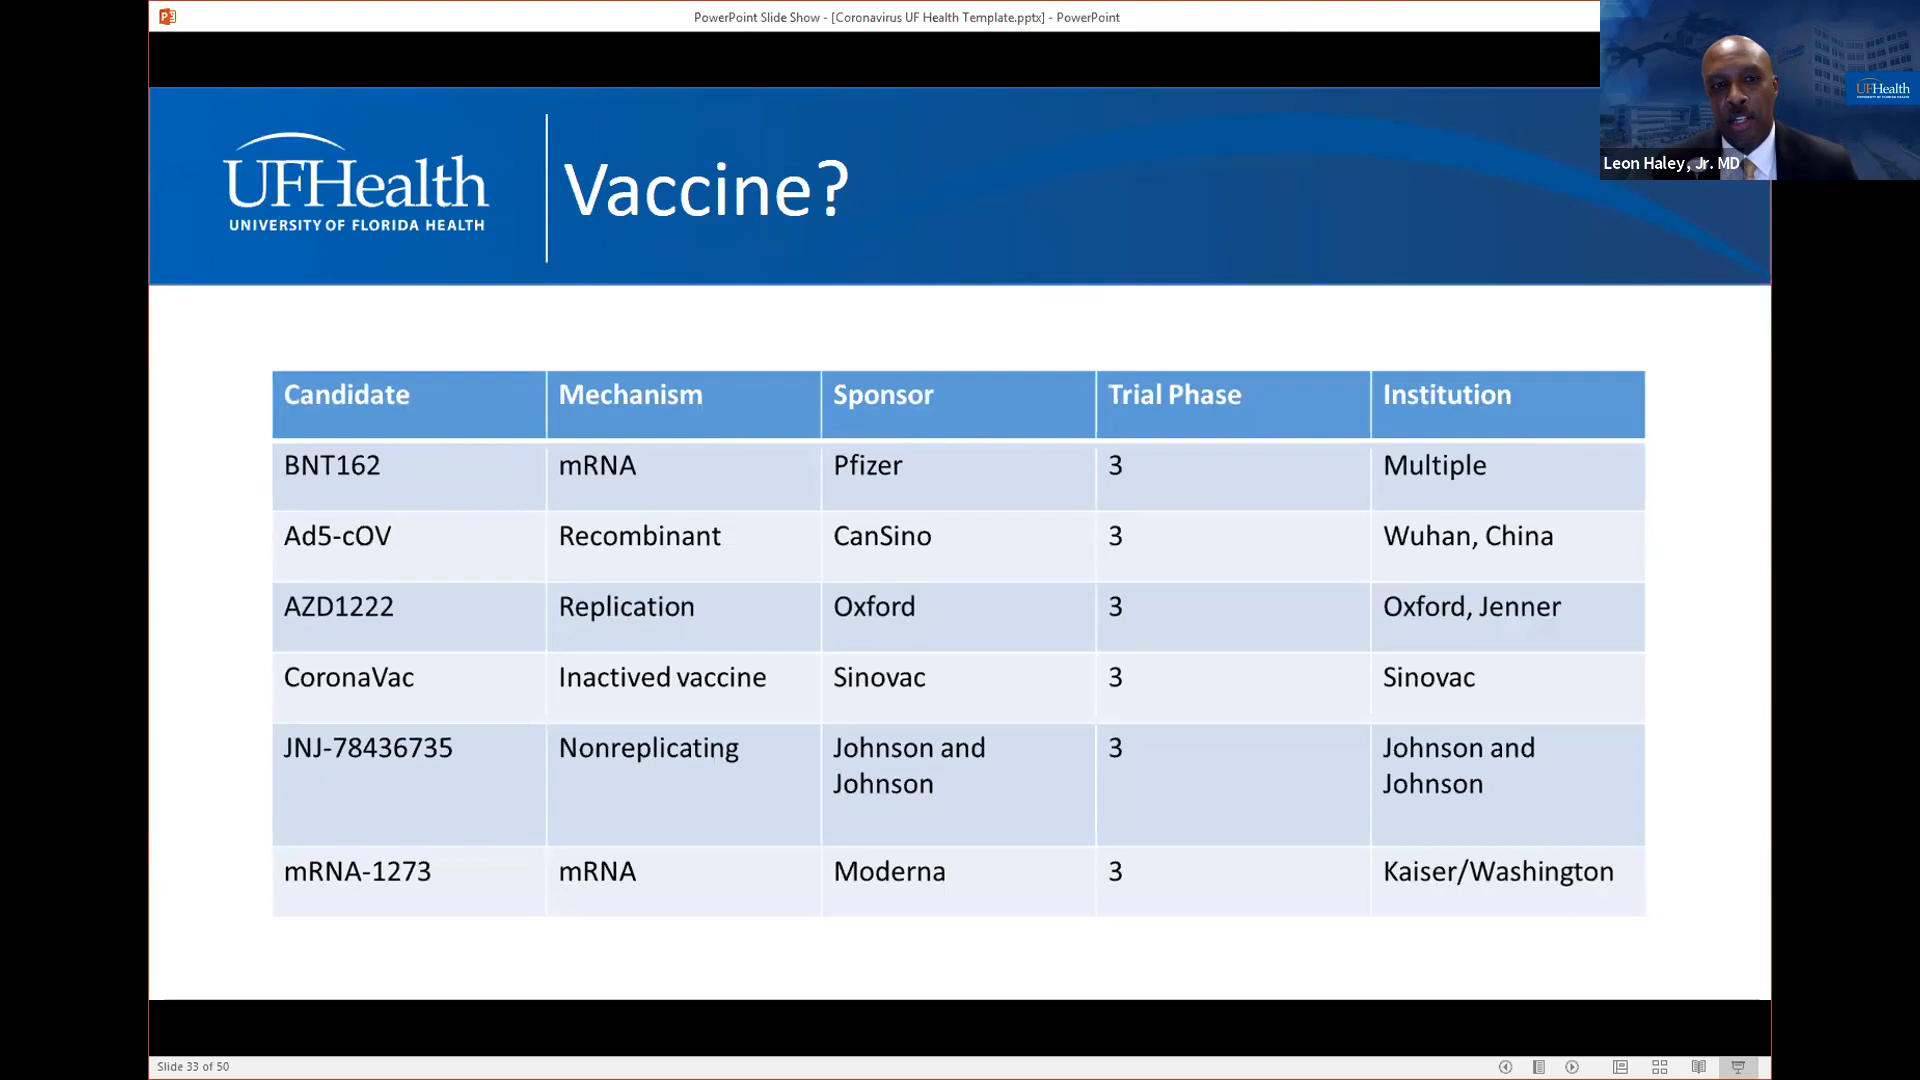 PowerPoint Slide Show - [Coronavirus UF Health Template.pptx] - PowerPoint
UFHealth
Leon Haley, Jr. MD
UFHealth
UNIVERSITY OF FLORIDA HEALTH
Vaccine?
Candidate Mechanism Sponsor Trial Phase Institution
BNT162 mRNA Pfizer 3 Multiple
Ad5-cOV Recombinant CanSino 3 Wuhan, China
AZD1222 Replication Oxford 3 Oxford, Jenner
CoronaVac Inactived vaccine Sinovac 3 Sinovac
JNJ-78436735 Nonreplicating Johnson and 3 Johnson and
Johnson Johnson
mRNA-1273 mRNA Moderna 3 Kaiser/Washington
Slide 33 of 50